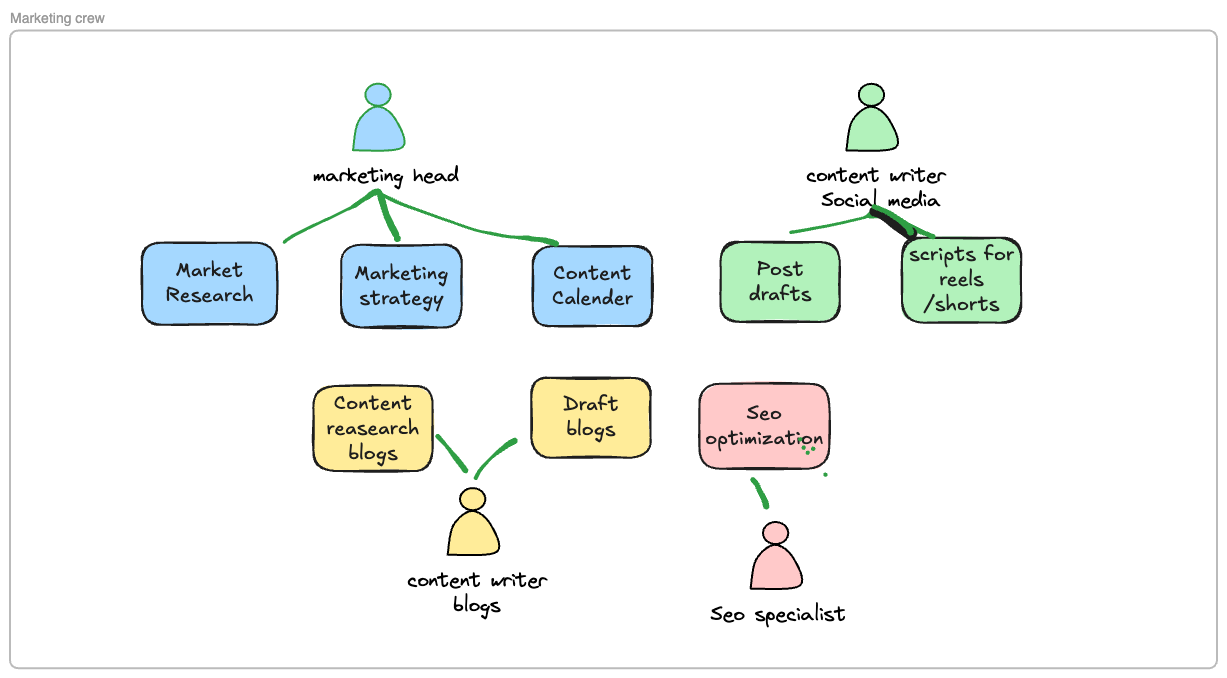 Marketing crew
marketing head
content writer
Social media
Market
Research
Marketing
strategy
Content
Calender
Post
drafts
scripts for
reels
/shorts
Content
reasearch
blogs
Draft
blogs
Seo
optimization
content writer
blogs
Seo specialist